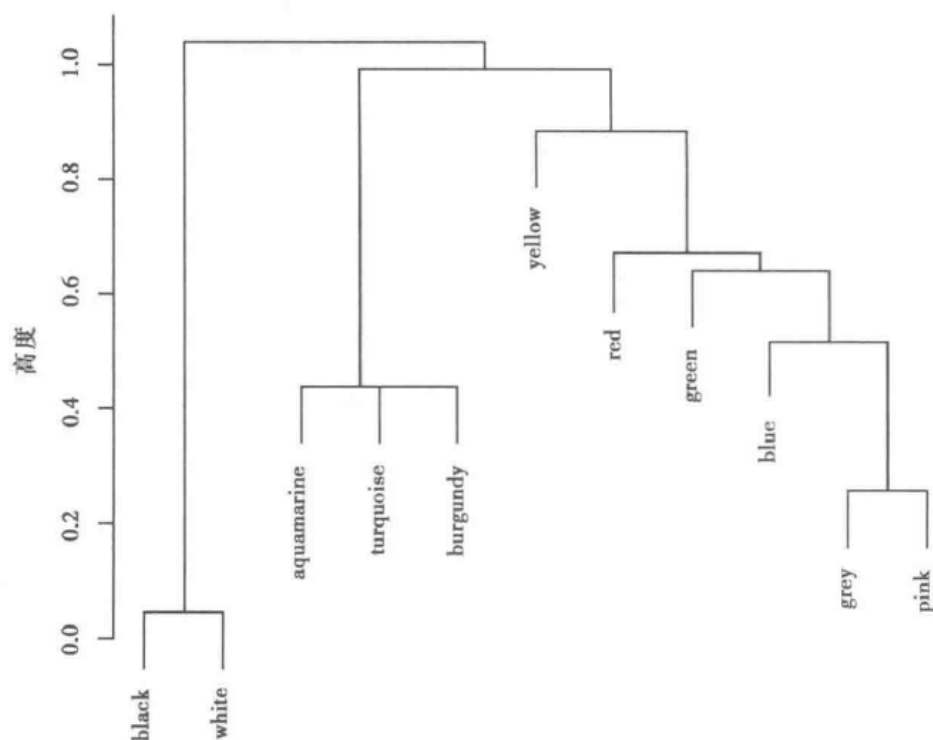 高度
1.0
0.8
0.6
0.4
0.2
0.0
black
white
aquamarine
turquoise
burgundy
yellow
red
green
blue
grey
pink